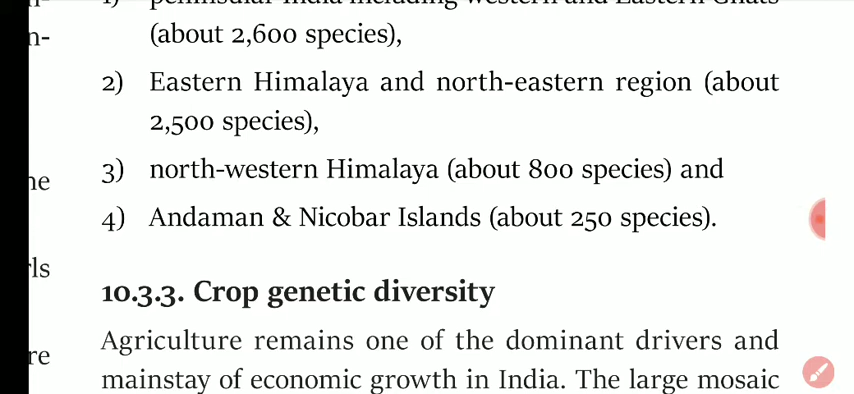 n-
(about 2,600 species),
2) Eastern Himalaya and north-eastern region (about
2,500 species),
3) north-western Himalaya (about 800 species) and
4) Andaman & Nicobar Islands (about 250 species).
10.3.3. Crop genetic diversity
Agriculture remains one of the dominant drivers and
mainstay of economic growth in India. The large mosaic